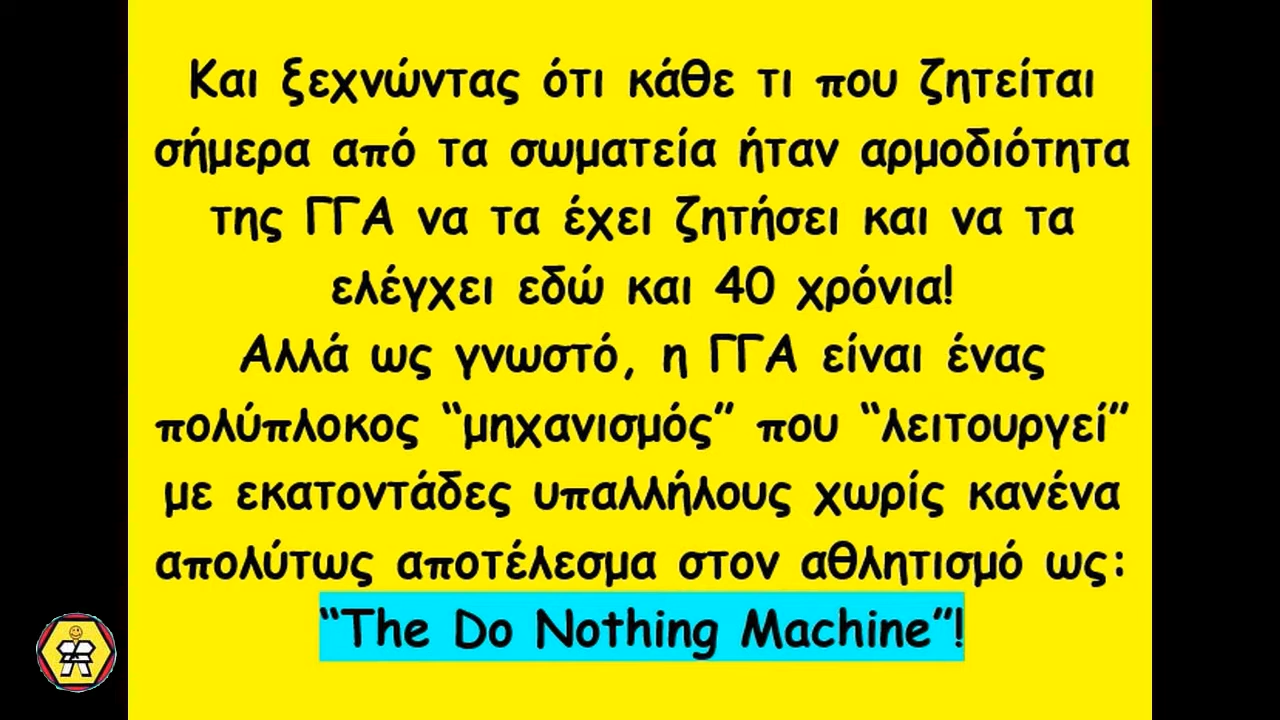 Και ξεχνώντας ότι κάθε τι που ζητείται
σήμερα από τα σωματεία ήταν αρμοδιότητα
της ΓΓΑ να τα έχει ζητήσει και να τα
ελέγχει εδώ και 40 χρόνια!
Αλλά ως γνωστό, η ΓΓΑ είναι ένας
πολύπλοκος “μηχανισμός” που “λειτουργεί”
με εκατοντάδες υπαλλήλους χωρίς κανένα
απολύτως αποτέλεσμα στον αθλητισμό ως:
“The Do Nothing Machine”!